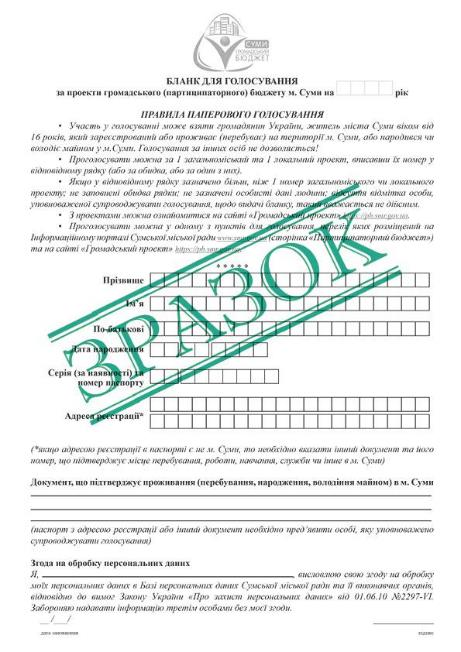 СУМИ
ГРОМАДСЬКИЙ
БЮДЖЕТ
БЛАНК ДЛЯ ГОЛОСУВАННЯ
за проекти громадського (партиципаторного) бюджету м. Суми на рік
ПРАВИЛА ПАПЕРОВОГО ГОЛОСУВАННЯ
• Участь у голосуванні може взяти громадянин України, житель міста Суми віком від
16 років, який зареєстрований або проживає (перебуває) на території м. Суми, або народився чи
володіє майном у м.Суми. Голосування за інших осіб не дозволяється!
• Проголосувати можна за 1 загальноміський та 1 локальний проект, вписавши їх номер у
відповідному рядку (або за обидва, або за один з них).
• Якщо у відповідному рядку зазначено більш, ніж 1 номер загальноміського чи локального
проекту; не заповнені обидва рядки; не зазначені особисті дані людини; відсутня відмітка особи,
уповноваженої супроводжувати голосування, щодо видачі бланку, такий вважається не дійсним.
• З проектами можна ознайомитися на сайті «Громадський проект» https://pb.smr.gov.ua.
• Проголосувати можна у одному з пунктів для голосування, перелік яких розміщений на
Інформаційному порталі Сумської міської ради www.smr.gov.ua (сторінка «Партиципаторний бюджет»)
та на сайті «Громадський проект» https://pb.smr.gov.ua
* * * * *
Прізвище
Ім’я
По-батькові
Дата народження
Серія (за наявності) та
номер паспорту
Адреса реєстрації*
ЗРАЗОК
(*якщо адресою реєстрації в паспорті є не м. Суми, то необхідно вказати інший документ та його
номер, що підтверджує місце перебування, роботи, навчання, служби чи інше в м. Суми)
Документ, що підтверджує проживання (перебування, народження, володіння майном) в м. Суми
(паспорт з адресою реєстрації або інший документ необхідно пред’явити особі, яку уповноважено
супроводжувати голосування)
Згода на обробку персональних даних
Я, , висловлюю свою згоду на обробку
моїх персональних даних в Базі персональних даних Сумської міської ради та її виконавчих органів,
відповідно до вимог Закону України «Про захист персональних даних» від 01.06.10 №2297-VI.
Забороняю надавати інформацію третім особами без моєї згоди.
__/___/
дата заповнення підпис